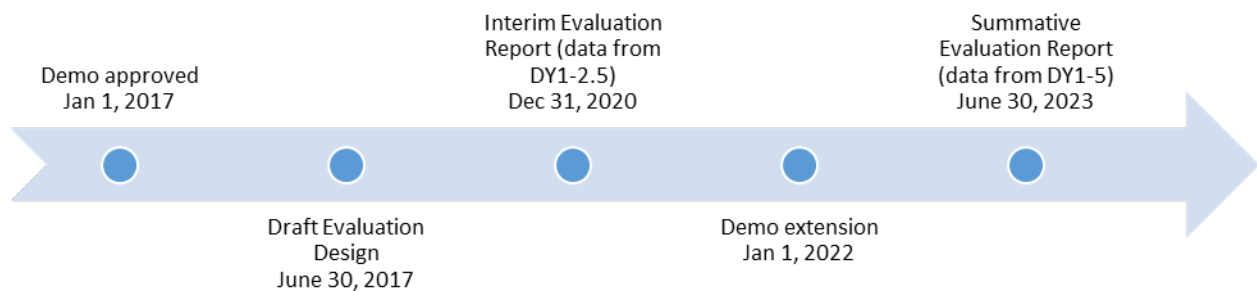 Demo approved
Jan 1, 2017
Draft Evaluation
Design
June 30, 2017
Interim Evaluation
Report (data from
DY1-2.5)
Dec 31, 2020
Demo extension
Jan 1, 2022
Summative
Evaluation Report
(data from DY1-5)
June 30, 2023